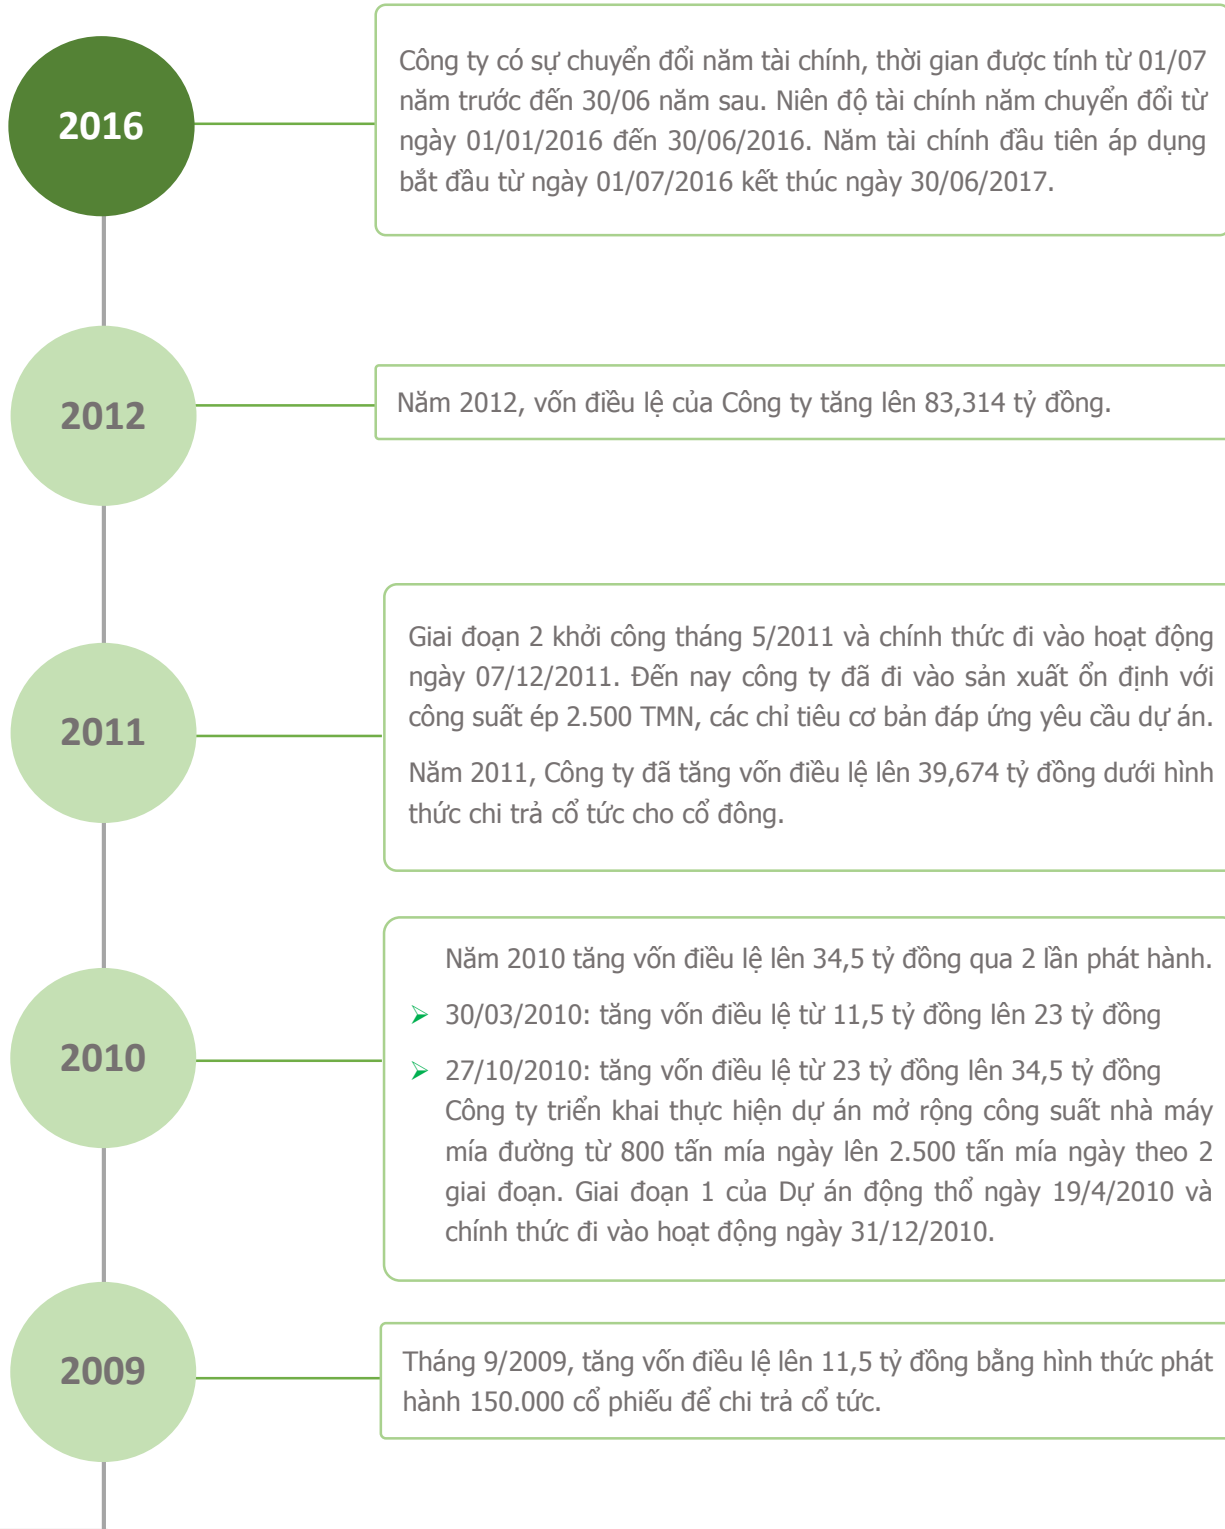 2016
Công ty có sự chuyển đổi năm tài chính, thời gian được tính từ 01/07
năm trước đến 30/06 năm sau. Niên độ tài chính năm chuyển đổi từ
ngày 01/01/2016 đến 30/06/2016. Năm tài chính đầu tiên áp dụng
bắt đầu từ ngày 01/07/2016 kết thúc ngày 30/06/2017.
2012
Năm 2012, vốn điều lệ của Công ty tăng lên 83,314 tỷ đồng.
2011
Giai đoạn 2 khởi công tháng 5/2011 và chính thức đi vào hoạt động
ngày 07/12/2011. Đến nay công ty đã đi vào sản xuất ổn định với
công suất ép 2.500 TMN, các chỉ tiêu cơ bản đáp ứng yêu cầu dự án.
Năm 2011, Công ty đã tăng vốn điều lệ lên 39,674 tỷ đồng dưới hình
thức chi trả cổ tức cho cổ đông.
2010
Năm 2010 tăng vốn điều lệ lên 34,5 tỷ đồng qua 2 lần phát hành.
➢ 30/03/2010: tăng vốn điều lệ từ 11,5 tỷ đồng lên 23 tỷ đồng
➢ 27/10/2010: tăng vốn điều lệ từ 23 tỷ đồng lên 34,5 tỷ đồng
Công ty triển khai thực hiện dự án mở rộng công suất nhà máy
mía đường từ 800 tấn mía ngày lên 2.500 tấn mía ngày theo 2
giai đoạn. Giai đoạn 1 của Dự án động thổ ngày 19/4/2010 và
chính thức đi vào hoạt động ngày 31/12/2010.
2009
Tháng 9/2009, tăng vốn điều lệ lên 11,5 tỷ đồng bằng hình thức phát
hành 150.000 cổ phiếu để chi trả cổ tức.